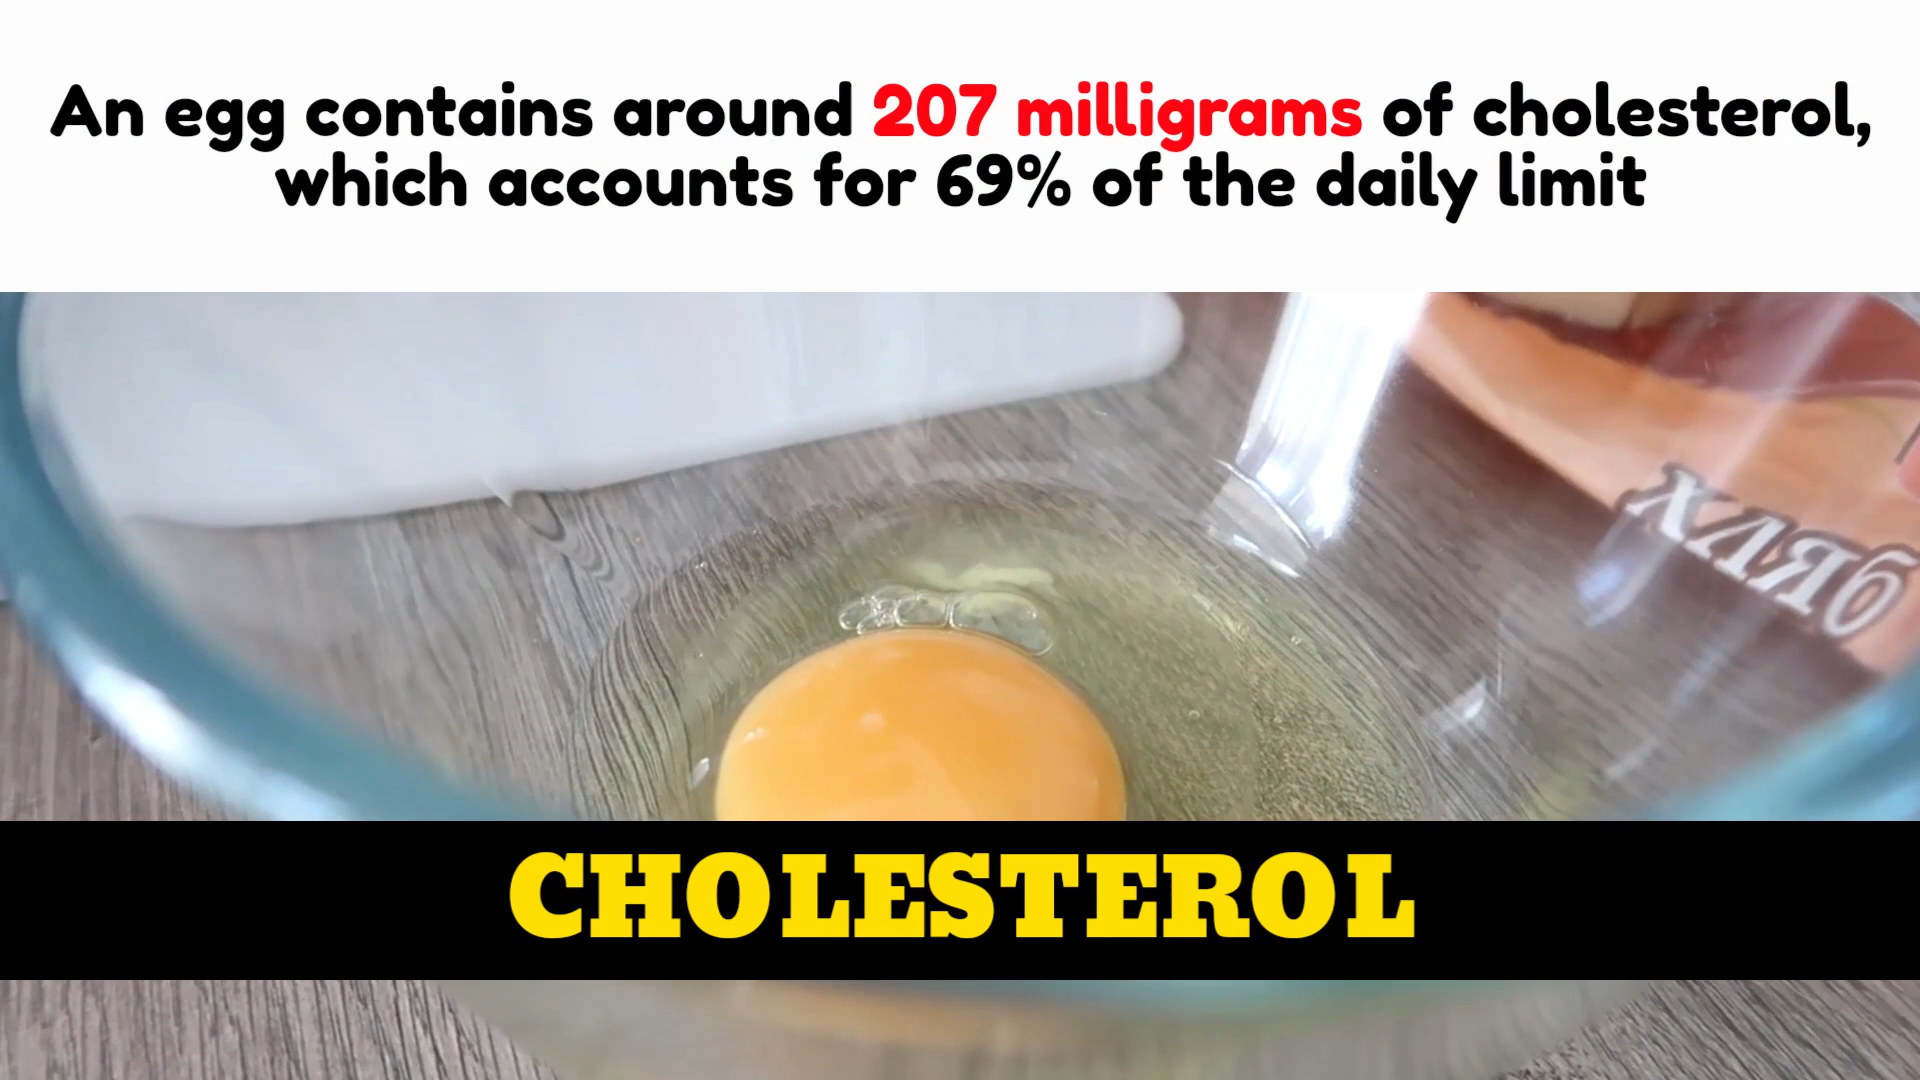 An egg contains around 207 milligrams of cholesterol,
which accounts for 69% of the daily limit
CHOLESTEROL